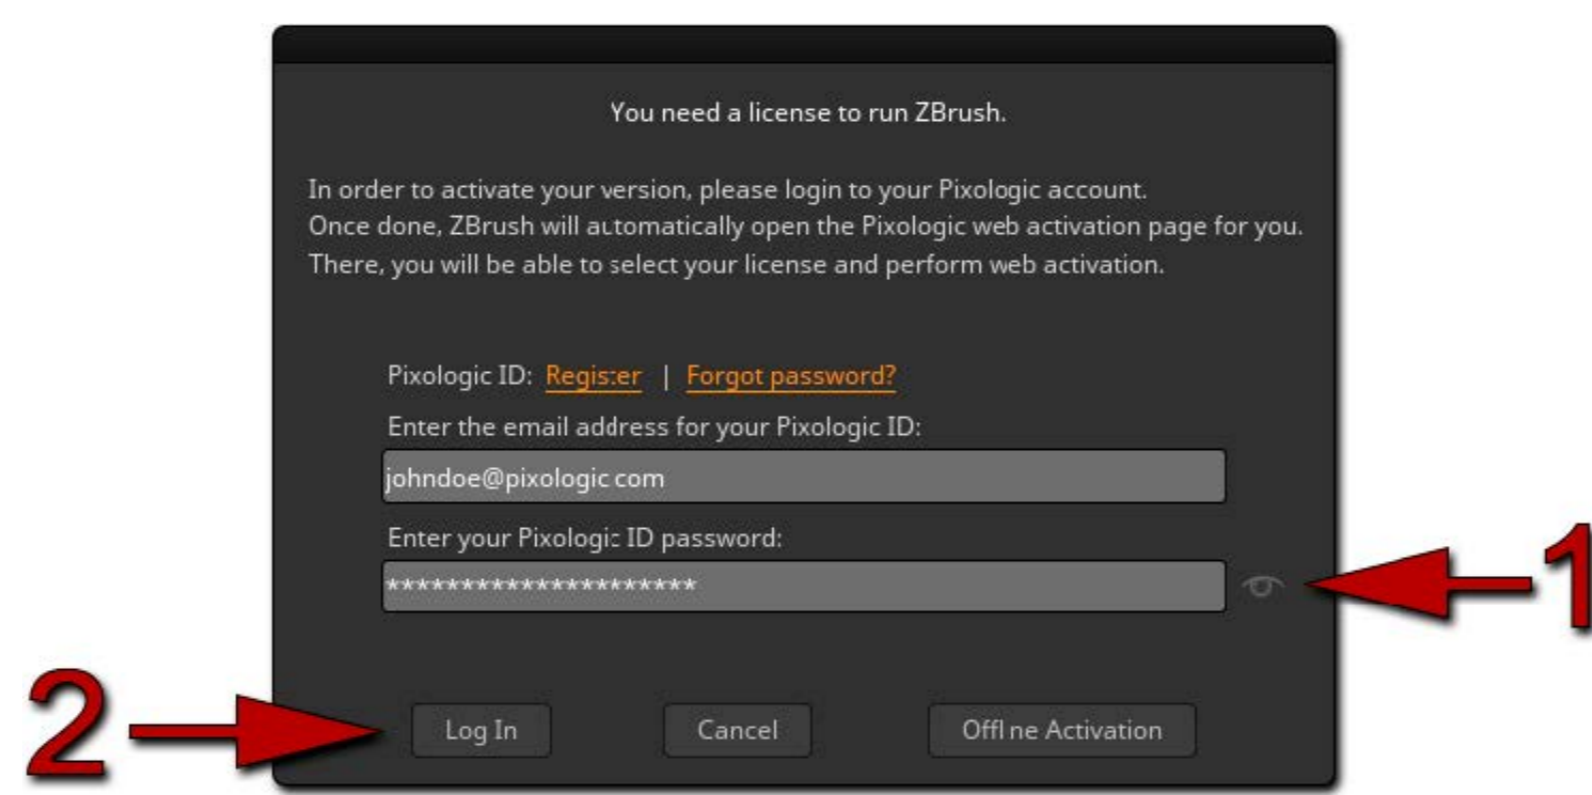 You need a license to run ZBrush.
In order to activate your version, please login to your Pixologic account.
Once done, ZBrush will automatically open the Pixologic web activation page for you.
There, you will be able to select your license and perform web activation.
Pixologic ID: Register | Forgot password?
Enter the email address for your Pixologic ID:
johndoe@pixologic.com
Enter your Pixologic ID password:
*********************
1
2
Log In Cancel Offline Activation